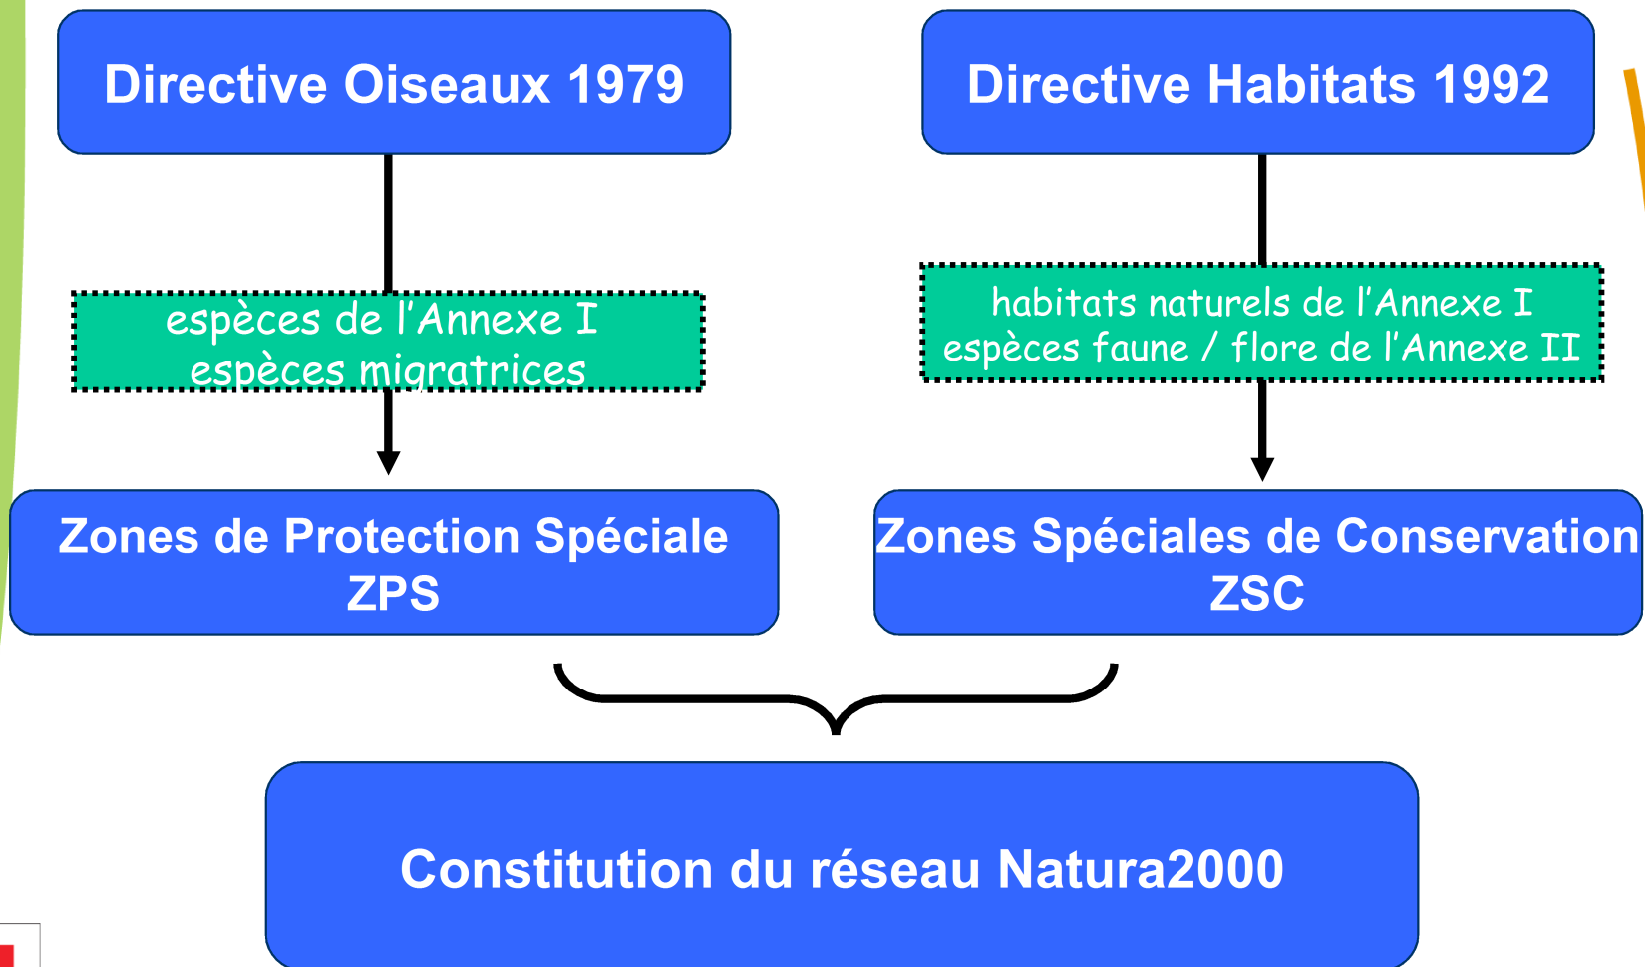 Directive Oiseaux 1979
Directive Habitats 1992
espèces de l'Annexe I
espèces migratrices
habitats naturels de l'Annexe I
espèces faune / flore de l'Annexe II
Zones de Protection Spéciale
ZPS
Zones Spéciales de Conservation
ZSC
Constitution du réseau Natura2000